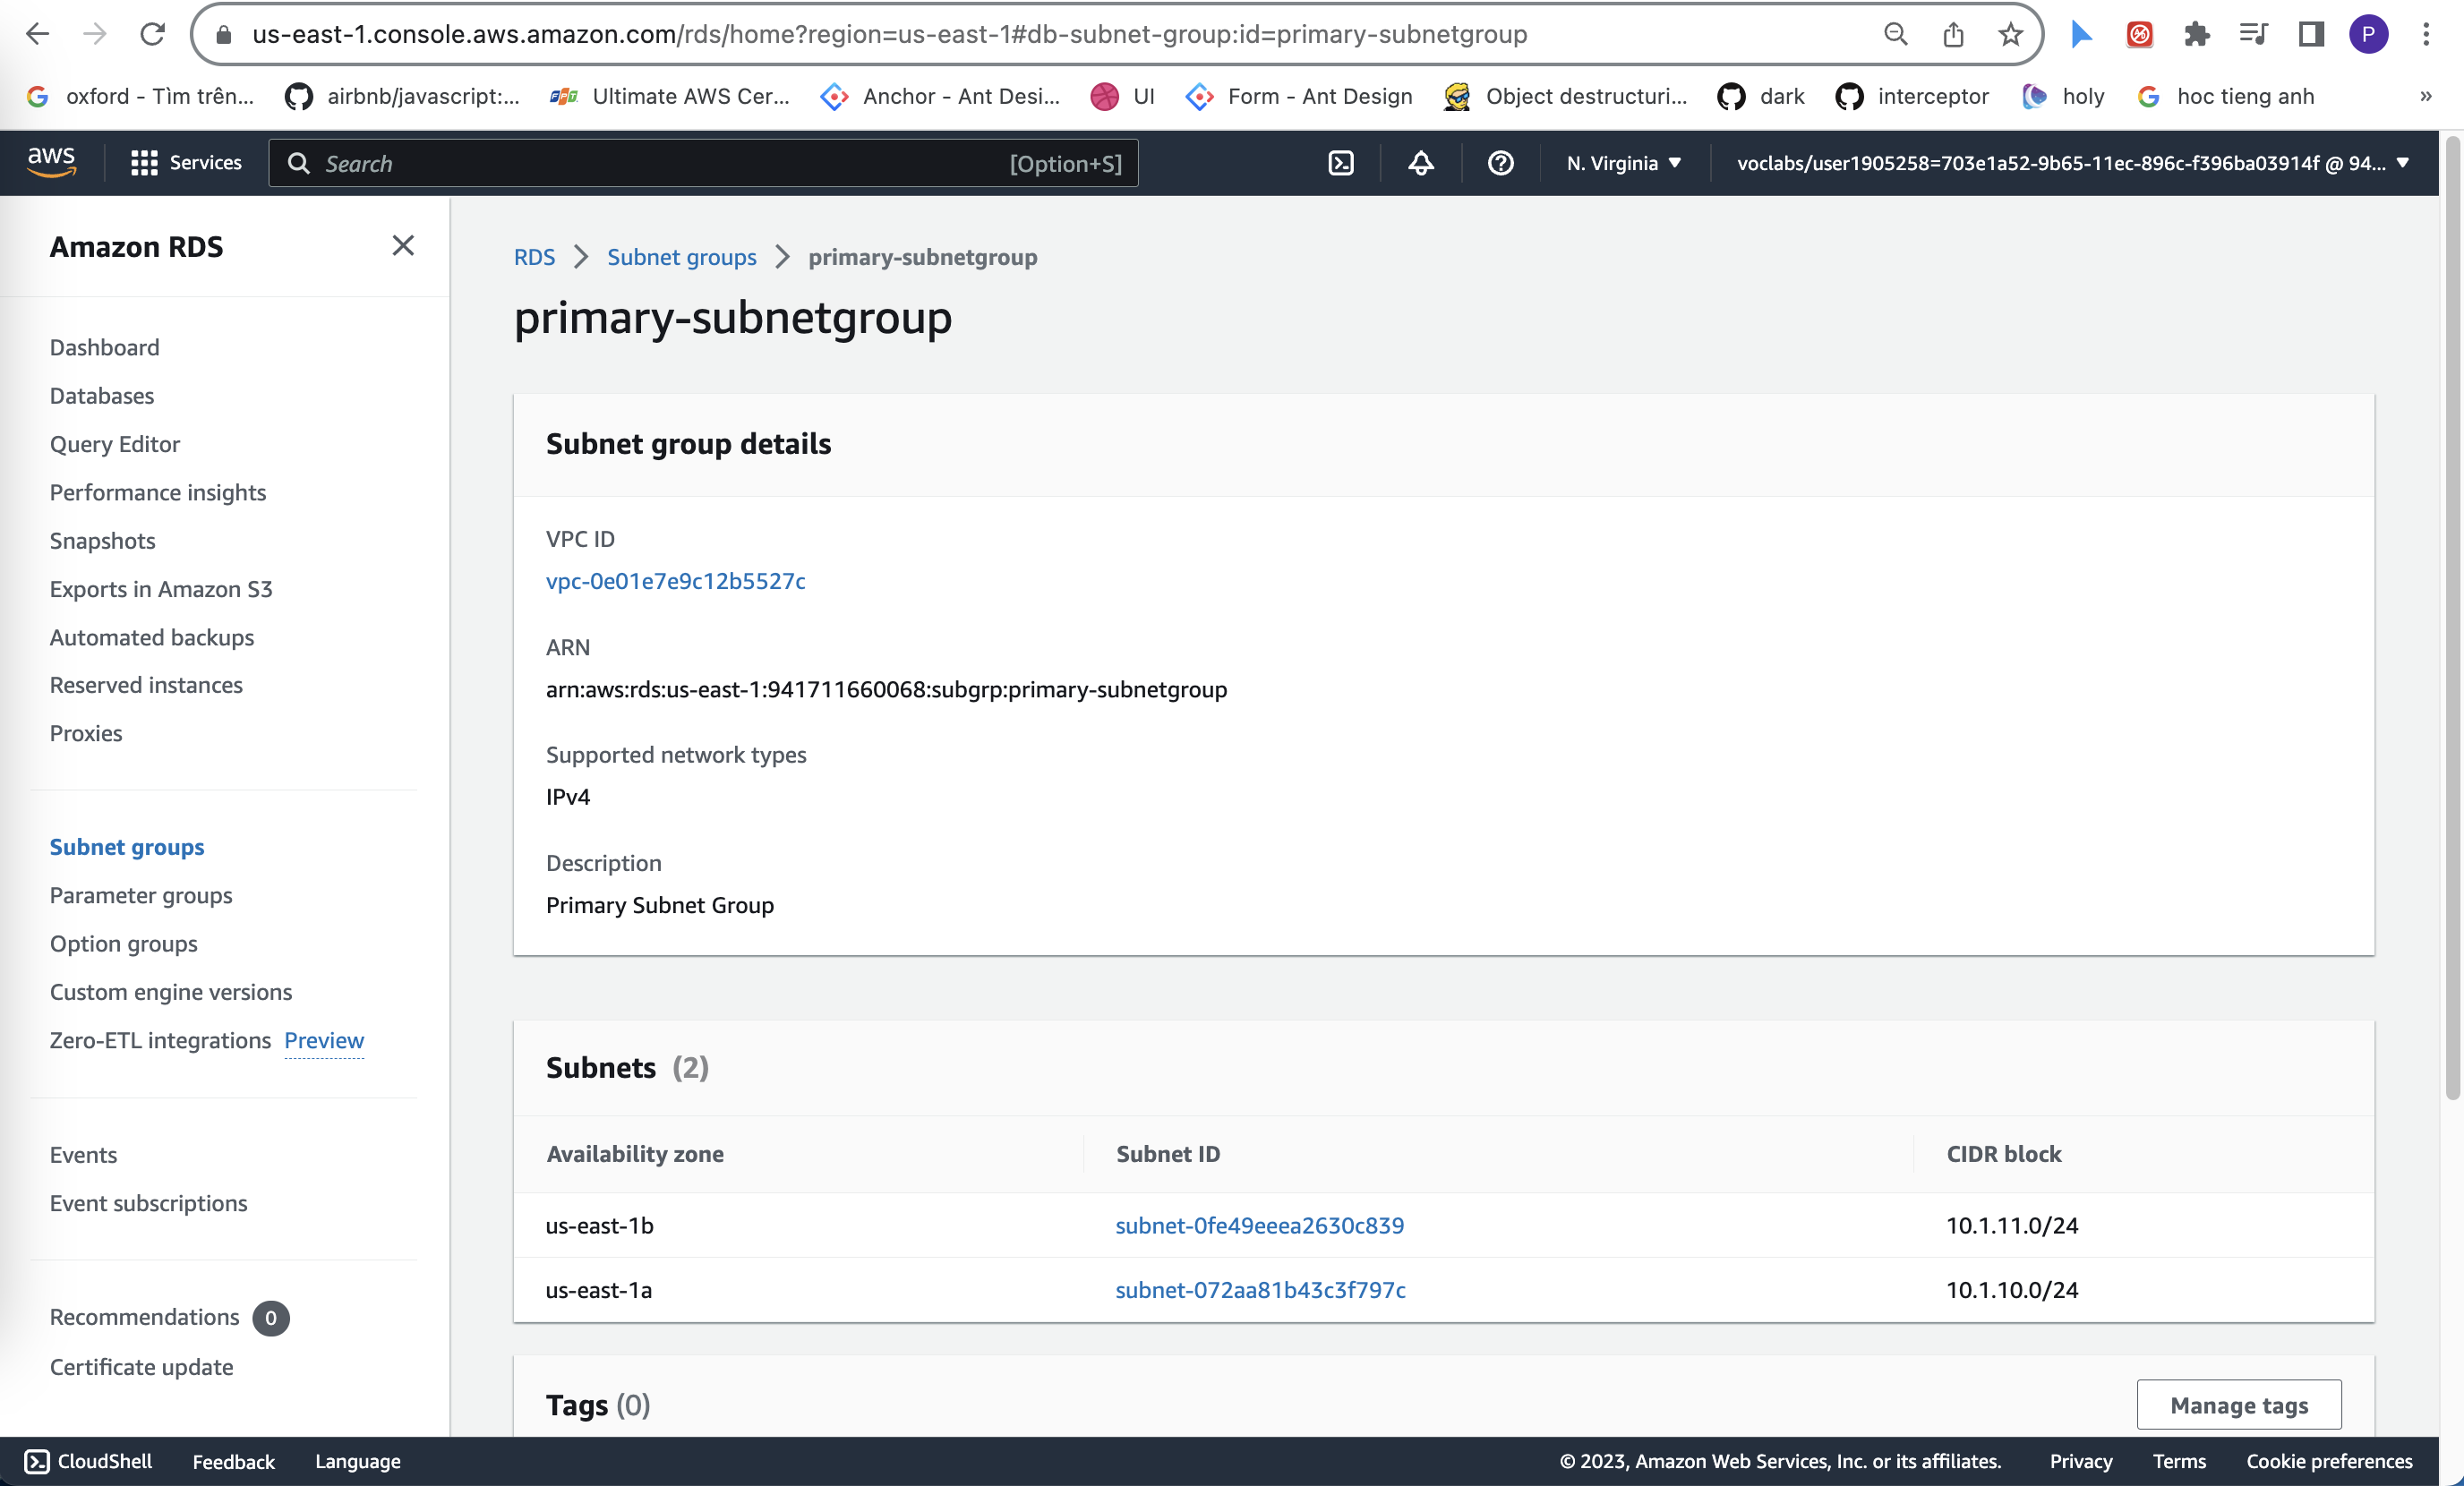 us-east-1.console.aws.amazon.com/rds/home?region=us-east-1#db-subnet-group:id=primary-subnetgroup
P
oxford - Tìm trên...
airbnb/javascript:...
FPT Ultimate AWS Cer...
Anchor - Ant Desi...
UI
Form - Ant Design
Object destructuri...
dark
interceptor
holy
hoc tieng anh
»
aws
Services
Search
[Option+S]
N. Virginia
voclabs/user1905258=703e1a52-9b65-11ec-896c-f396ba03914f @ 94...
Amazon RDS
Dashboard
Databases
Query Editor
Performance insights
Snapshots
Exports in Amazon S3
Automated backups
Reserved instances
Proxies
Subnet groups
Parameter groups
Option groups
Custom engine versions
Zero-ETL integrations Preview
Events
Event subscriptions
Recommendations 0
Certificate update
RDS > Subnet groups > primary-subnetgroup
primary-subnetgroup
Subnet group details
VPC ID
vpc-0e01e7e9c12b5527c
ARN
arn:aws:rds:us-east-1:941711660068:subgrp:primary-subnetgroup
Supported network types
IPv4
Description
Primary Subnet Group
Subnets (2)
Availability zone Subnet ID CIDR block
us-east-1b subnet-0fe49eeea2630c839 10.1.11.0/24
us-east-1a subnet-072aa81b43c3f797c 10.1.10.0/24
Tags (0)
Manage tags
CloudShell Feedback Language
© 2023, Amazon Web Services, Inc. or its affiliates. Privacy Terms Cookie preferences